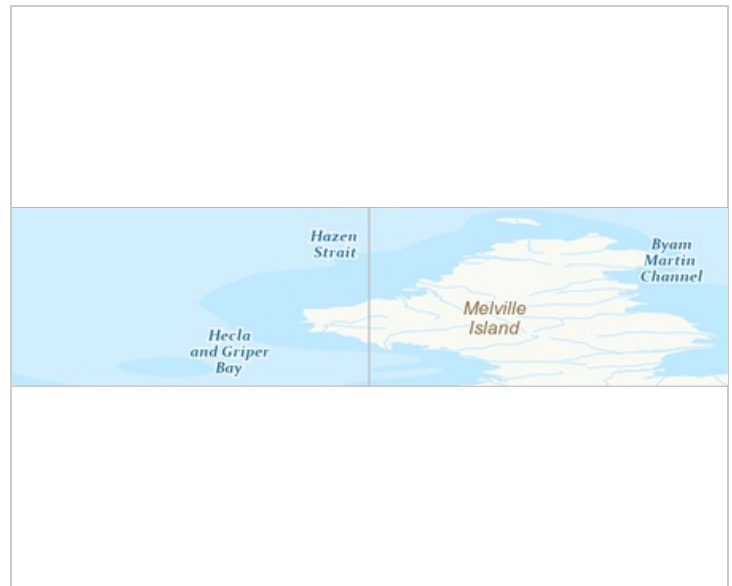 Hazen
Strait
Byam
Martin
Channel
Melville
Island
Hecla
and Griper
Bay